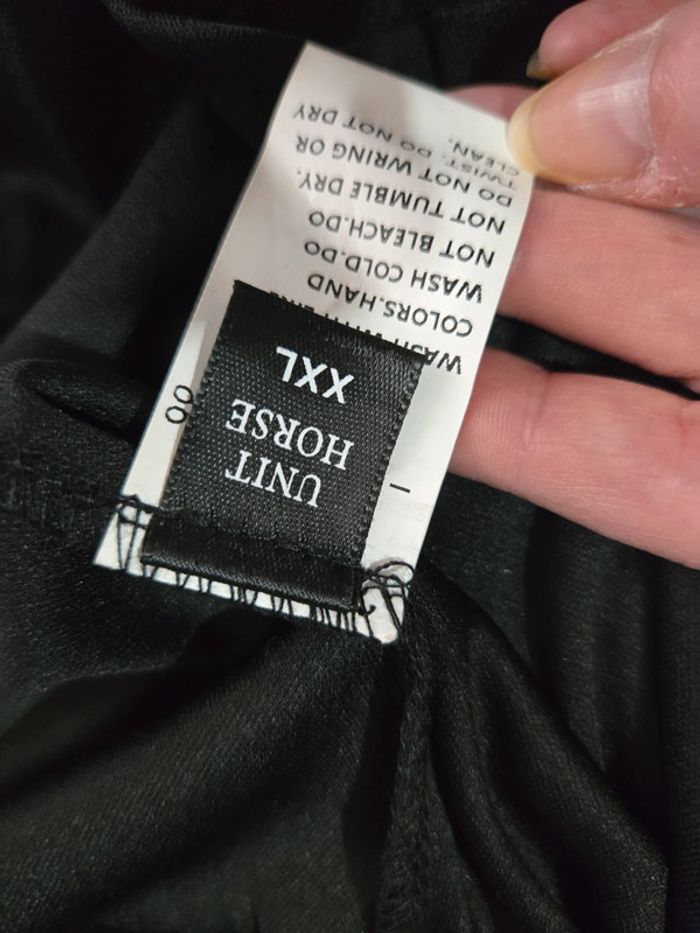 UNIT
HORSE
XXL
WASH WITH LIKE
COLORS.HAND
WASH COLD.DO
NOT BLEACH.DO
NOT TUMBLE DRY.
DO NOT WRING OR
TWIST. DO NOT DRY
CLEAN.